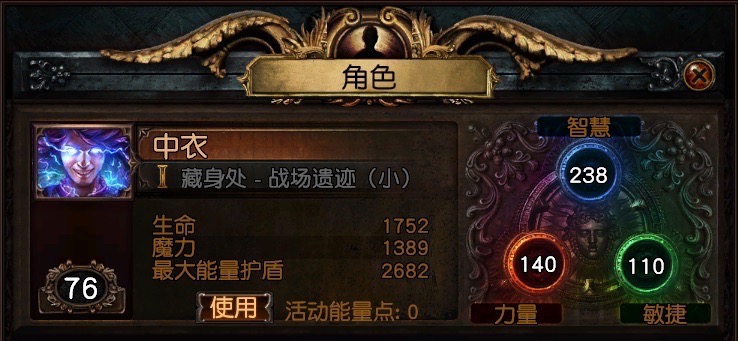 角色
中衣
藏身处 - 战场遗迹（小）
生命 1752
魔力 1389
最大能量护盾 2682
76
使用 活动能量点: 0
智慧
238
140
110
力量
敏捷